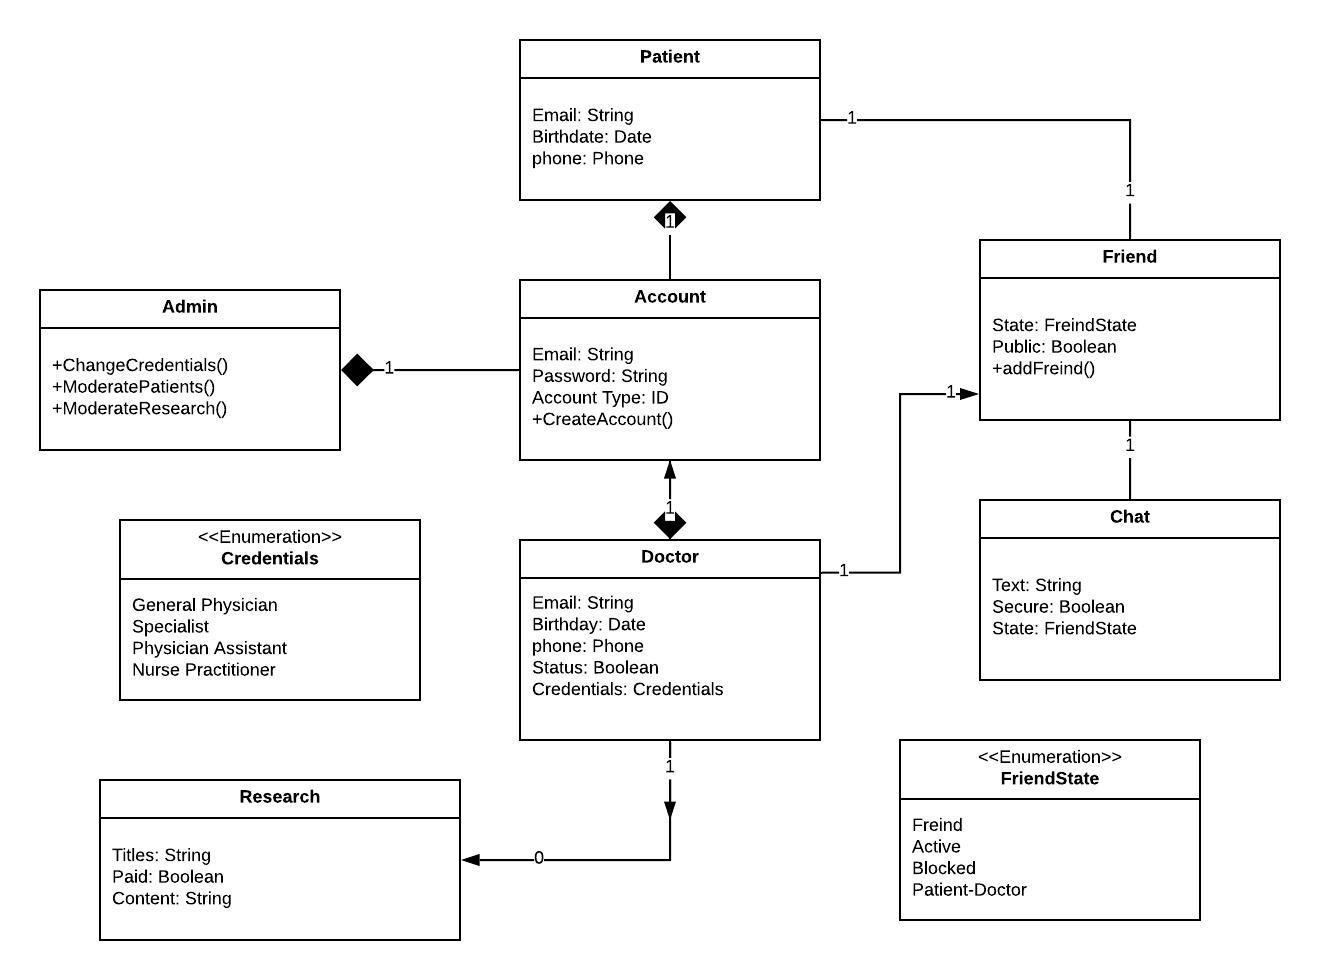 Patient
Email: String
Birthdate: Date
phone: Phone
1
1
1
Admin
+ChangeCredentials()
+ModeratePatients()
+ModerateResearch()
1
Account
Email: String
Password: String
Account Type: ID
+CreateAccount()
Friend
State: FreindState
Public: Boolean
+addFreind()
1
1
1
<<Enumeration>>
Credentials
General Physician
Specialist
Physician Assistant
Nurse Practitioner
Doctor
Email: String
Birthday: Date
phone: Phone
Status: Boolean
Credentials: Credentials
1
Chat
Text: String
Secure: Boolean
State: FriendState
1
Research
Titles: String
Paid: Boolean
Content: String
0
<<Enumeration>>
FriendState
Freind
Active
Blocked
Patient-Doctor